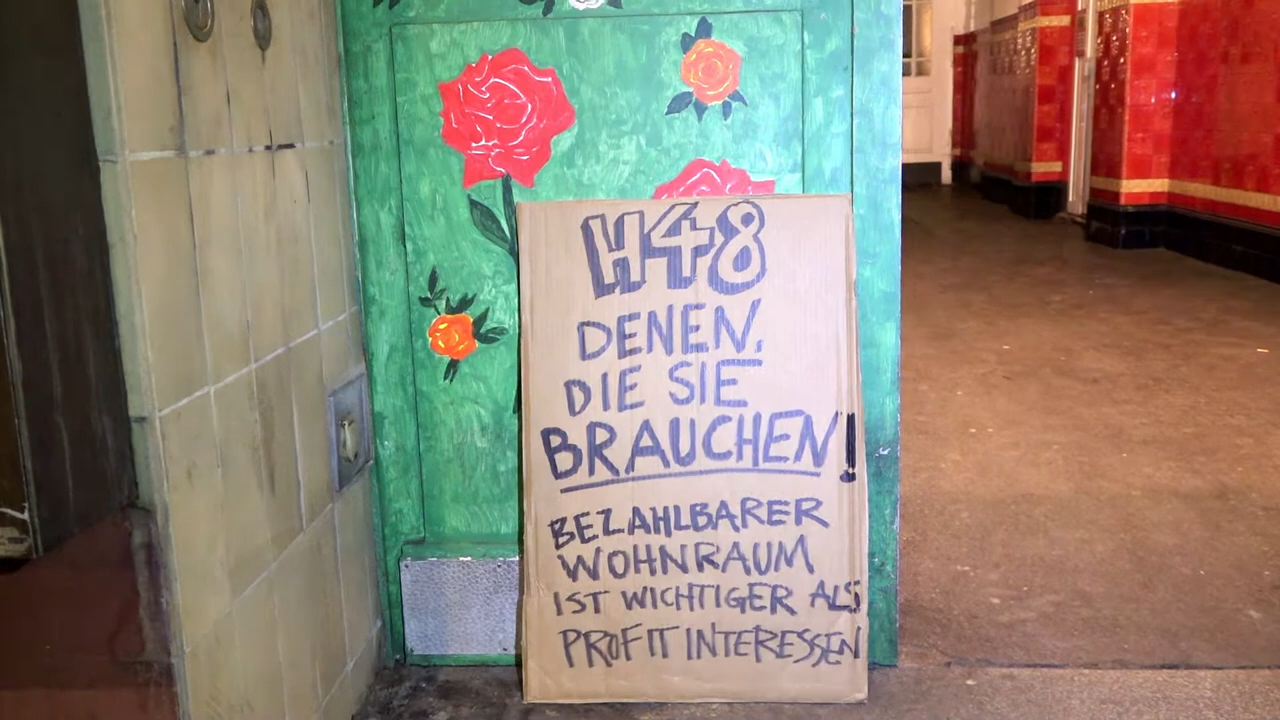 H48
DENEN,
DIE SIE
BRAUCHEN!
BEZAHLBARER
WOHNRAUM
IST WICHTIGER ALS
PROFITINTERESSEN